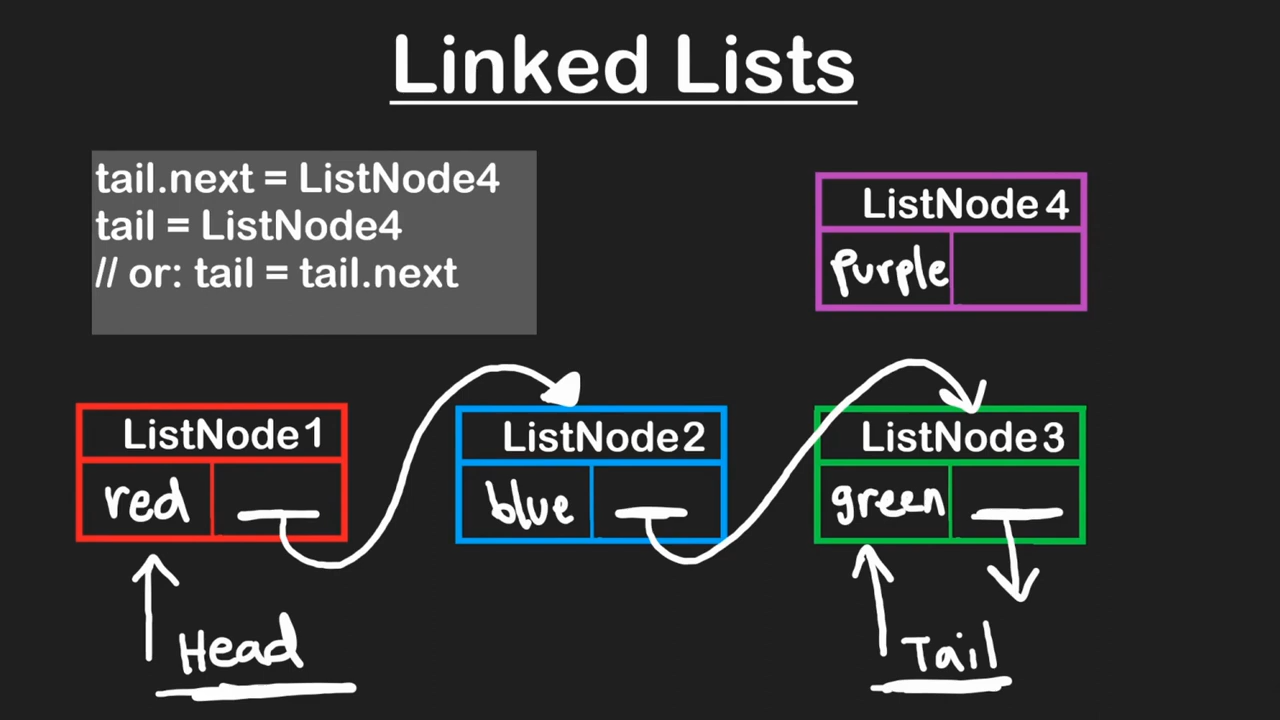 Linked Lists
tail.next = ListNode4
tail = ListNode4
// or: tail = tail.next
ListNode4
purple
ListNode1
red
ListNode2
blue
ListNode3
green
Head
Tail